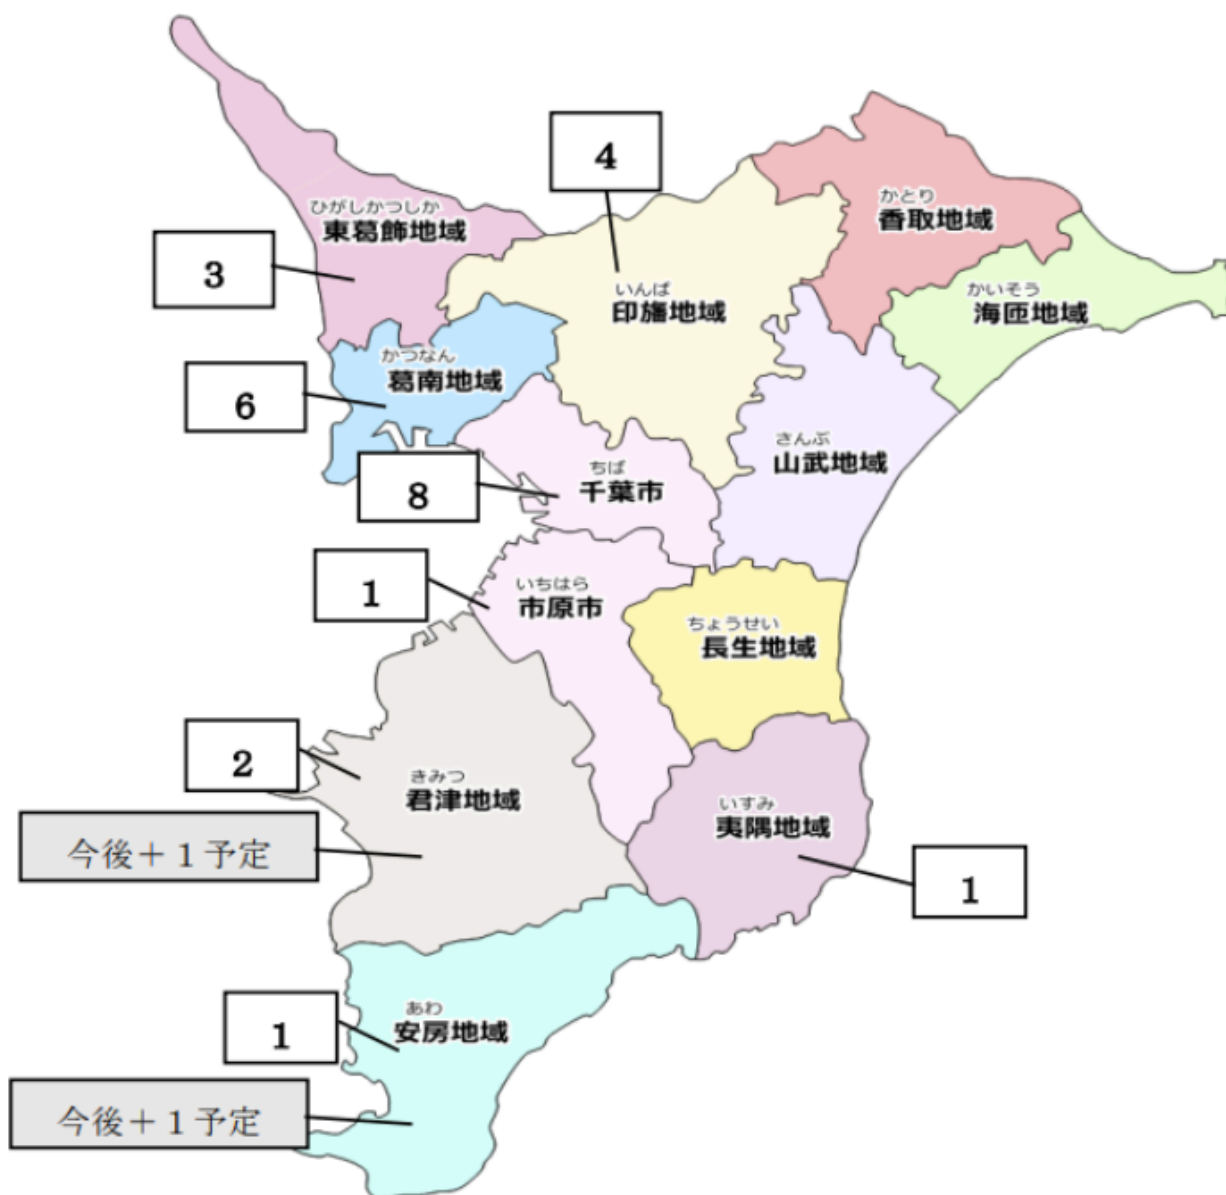 4
かとり
香取地域
ひがしかつしか
東葛飾地域
3
いんば
印旛地域
かいそう
海匝地域
かつなん
葛南地域
6
さんぶ
山武地域
ちば
千葉市
8
いちはら
市原市
1
ちょうせい
長生地域
2
きみつ
君津地域
いすみ
夷隅地域
今後+1予定
1
あわ
安房地域
1
今後+1予定